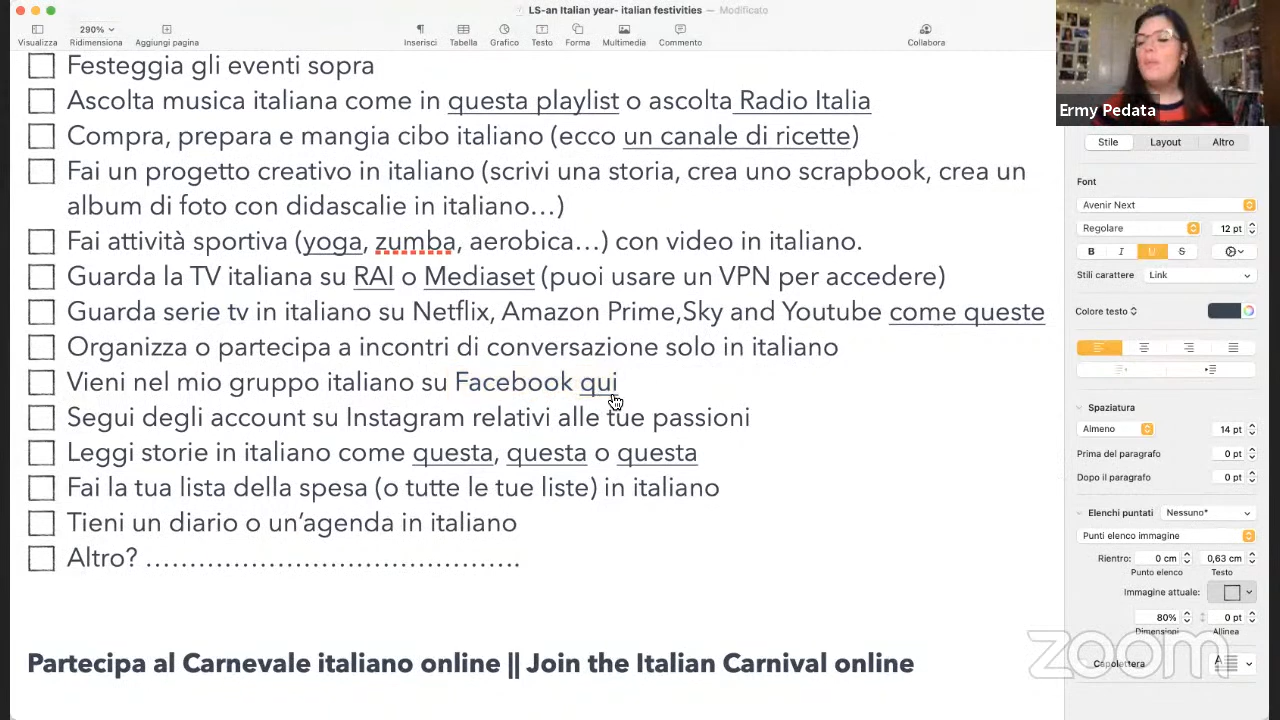 LS-an Italian year- italian festivities — Modificato
290%
Visualizza Ridimensiona Aggiungi pagina Inserisci Tabella Grafico Testo Forma Multimedia Commento Collabora
Festeggia gli eventi sopra
Ascolta musica italiana come in questa playlist o ascolta Radio Italia
Compra, prepara e mangia cibo italiano (ecco un canale di ricette)
Fai un progetto creativo in italiano (scrivi una storia, crea uno scrapbook, crea un
album di foto con didascalie in italiano…)
Fai attività sportiva (yoga, zumba, aerobica…) con video in italiano.
Guarda la TV italiana su RAI o Mediaset (puoi usare un VPN per accedere)
Guarda serie tv in italiano su Netflix, Amazon Prime,Sky and Youtube come queste
Organizza o partecipa a incontri di conversazione solo in italiano
Vieni nel mio gruppo italiano su Facebook qui
Segui degli account su Instagram relativi alle tue passioni
Leggi storie in italiano come questa, questa o questa
Fai la tua lista della spesa (o tutte le tue liste) in italiano
Tieni un diario o un’agenda in italiano
Altro? …………………………………….
Partecipa al Carnevale italiano online || Join the Italian Carnival online
Ermy Pedata
Stile Layout Altro
Font
Avenir Next
Regolare 12 pt
B I U S
Stili carattere Link
Colore testo
Spaziatura
Almeno 14 pt
Prima del paragrafo 0 pt
Dopo il paragrafo 0 pt
Elenchi puntati Nessuno*
Punti elenco immagine
Rientro: 0 cm 0,63 cm
Punto elenco Testo
Immagine attuale:
80% 0 pt
Dimensioni Allinea
Capolettera
zoom